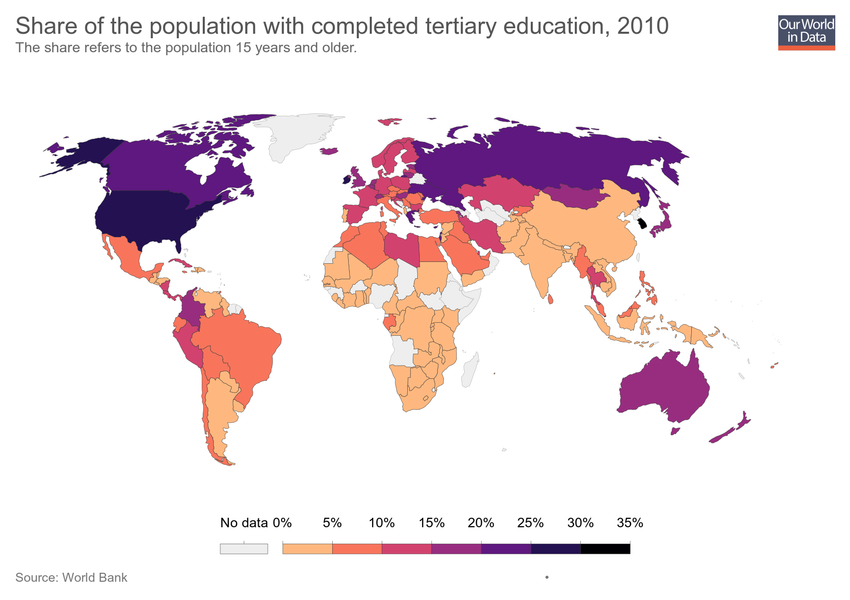 Share of the population with completed tertiary education, 2010
The share refers to the population 15 years and older.
Our World
in Data
No data 0% 5% 10% 15% 20% 25% 30% 35%
Source: World Bank